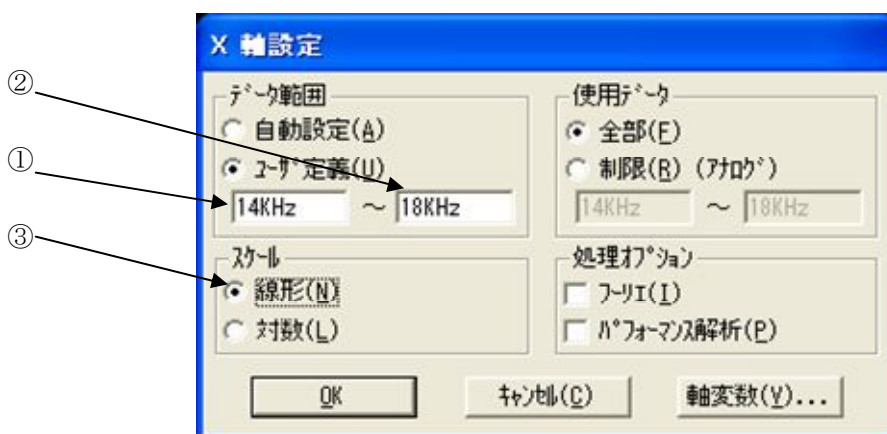 X 軸設定
データ範囲
自動設定(A)
ユーザ定義(U)
14KHz ～ 18KHz
使用データ
全部(F)
制限(R) (アナログ)
14KHz ～ 18KHz
スケール
線形(N)
対数(L)
処理オプション
フーリエ(I)
パフォーマンス解析(P)
OK
キャンセル(C)
軸変数(V)...
②
①
③